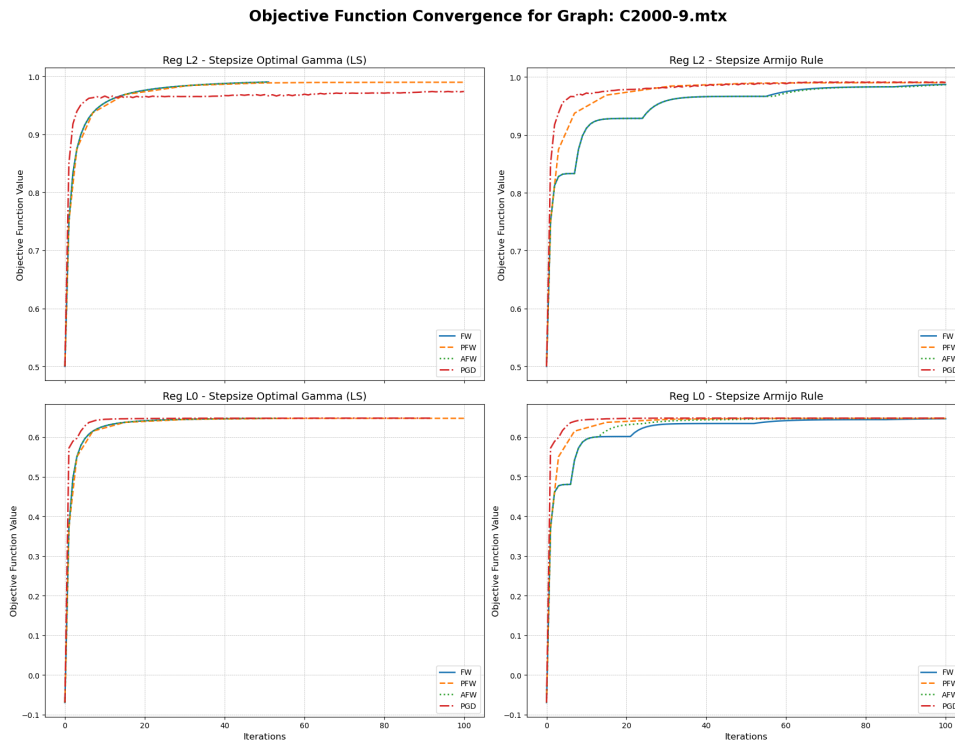 Objective Function Convergence for Graph: C2000-9.mtx
Reg L2 - Stepsize Optimal Gamma (LS)
Objective Function Value
1.0
0.9
0.8
0.7
0.6
0.5
FW
PFW
AFW
PGD
Reg L2 - Stepsize Armijo Rule
Objective Function Value
1.0
0.9
0.8
0.7
0.6
0.5
FW
PFW
AFW
PGD
Reg L0 - Stepsize Optimal Gamma (LS)
Objective Function Value
0.6
0.5
0.4
0.3
0.2
0.1
0.0
−0.1
0 20 40 60 80 100
Iterations
FW
PFW
AFW
PGD
Reg L0 - Stepsize Armijo Rule
Objective Function Value
0.6
0.5
0.4
0.3
0.2
0.1
0.0
−0.1
0 20 40 60 80 100
Iterations
FW
PFW
AFW
PGD